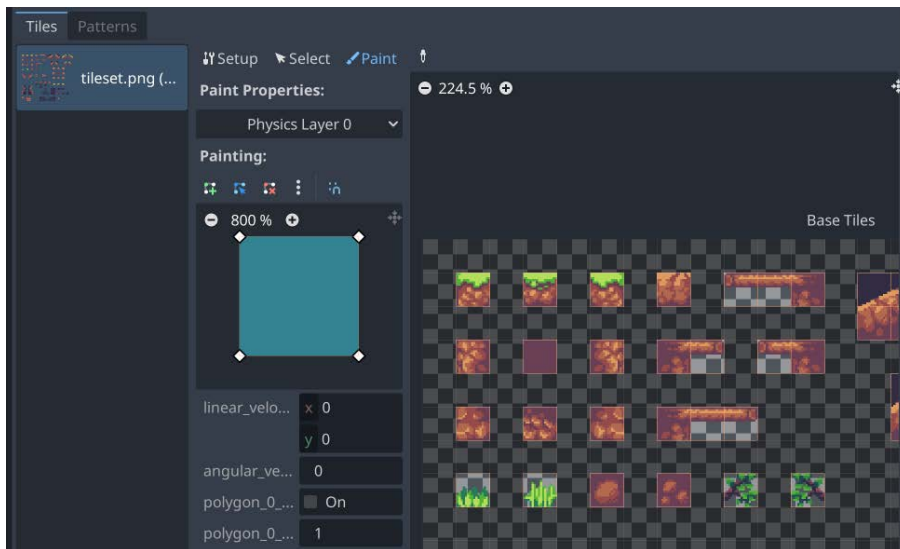 Tiles Patterns
tileset.png (...
Setup Select Paint
Paint Properties:
224.5 %
Physics Layer 0
Painting:
800 %
Base Tiles
linear_velo... x 0
y 0
angular_ve... 0
polygon_0_... On
polygon_0_... 1